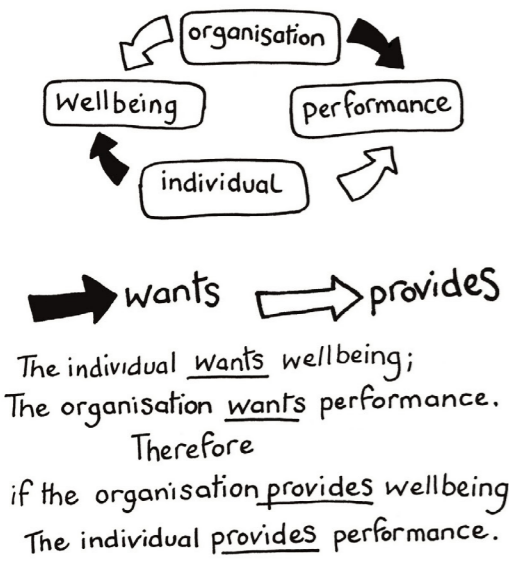 organisation
Wellbeing
performance
individual
wants
provides
The individual wants wellbeing;
The organisation wants performance.
Therefore
if the organisation provides wellbeing
The individual provides performance.